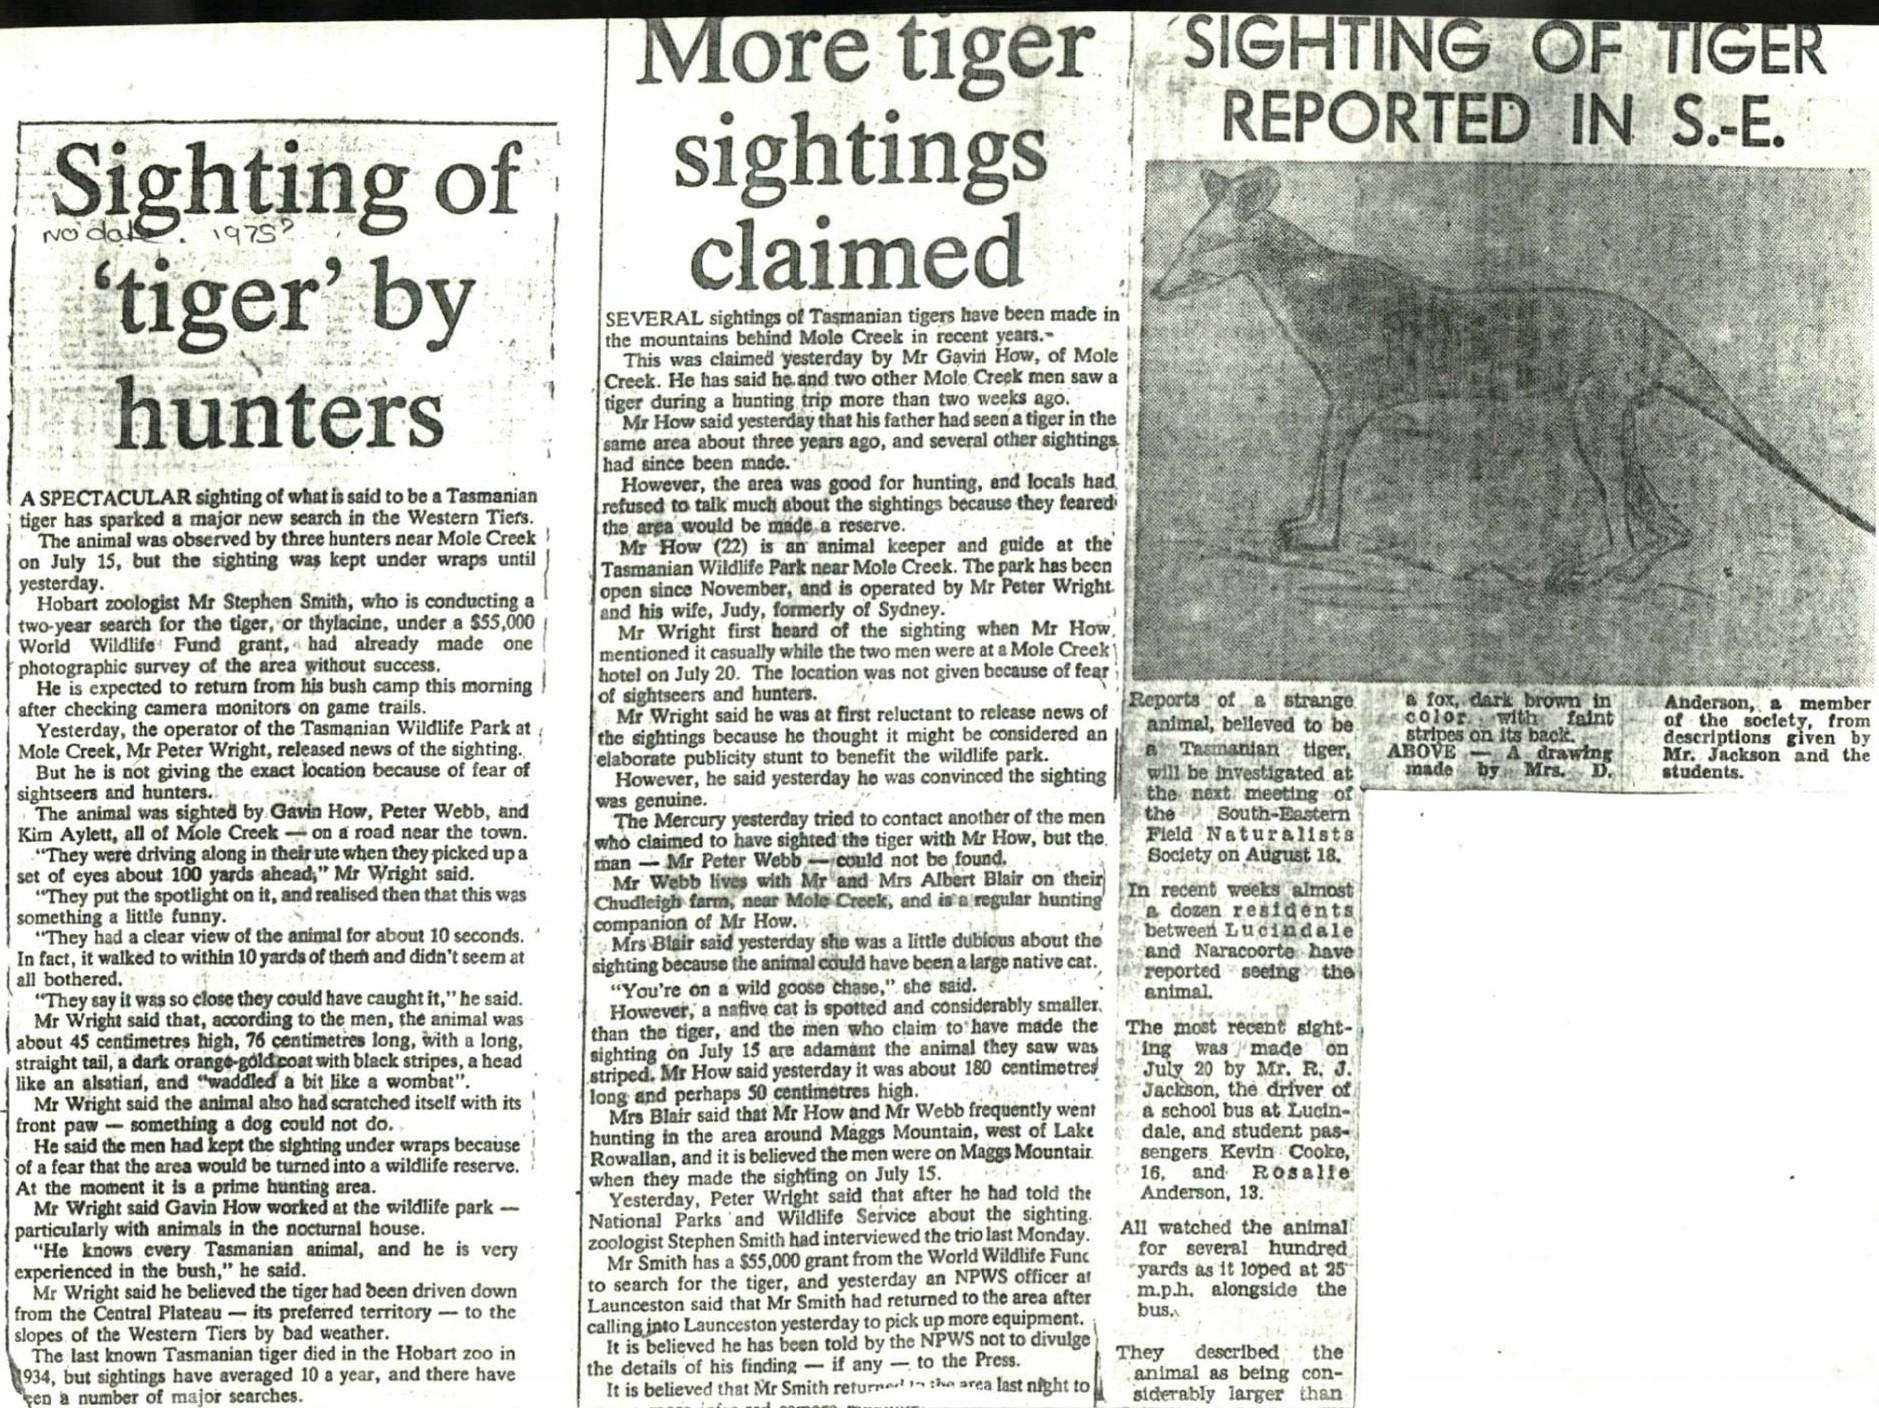 Sighting of
No date. 1975?
‘tiger’ by
hunters
A SPECTACULAR sighting of what is said to be a Tasmanian
tiger has sparked a major new search in the Western Tiers.
The animal was observed by three hunters near Mole Creek
on July 15, but the sighting was kept under wraps until
yesterday.
Hobart zoologist Mr Stephen Smith, who is conducting a
two-year search for the tiger, or thylacine, under a $55,000
World Wildlife Fund grant, had already made one
photographic survey of the area without success.
He is expected to return from his bush camp this morning
after checking camera monitors on game trails.
Yesterday, the operator of the Tasmanian Wildlife Park at
Mole Creek, Mr Peter Wright, released news of the sighting.
But he is not giving the exact location because of fear of
sightseers and hunters.
The animal was sighted by Gavin How, Peter Webb, and
Kim Aylett, all of Mole Creek — on a road near the town.
"They were driving along in their ute when they picked up a
set of eyes about 100 yards ahead," Mr Wright said.
"They put the spotlight on it, and realised then that this was
something a little funny.
"They had a clear view of the animal for about 10 seconds.
In fact, it walked to within 10 yards of them and didn't seem at
all bothered.
"They say it was so close they could have caught it," he said.
Mr Wright said that, according to the men, the animal was
about 45 centimetres high, 76 centimetres long, with a long,
straight tail, a dark orange-gold coat with black stripes, a head
like an alsatian, and "waddled a bit like a wombat".
Mr Wright said the animal also had scratched itself with its
front paw — something a dog could not do.
He said the men had kept the sighting under wraps because
of a fear that the area would be turned into a wildlife reserve.
At the moment it is a prime hunting area.
Mr Wright said Gavin How worked at the wildlife park —
particularly with animals in the nocturnal house.
"He knows every Tasmanian animal, and he is very
experienced in the bush," he said.
Mr Wright said he believed the tiger had been driven down
from the Central Plateau — its preferred territory — to the
slopes of the Western Tiers by bad weather.
The last known Tasmanian tiger died in the Hobart zoo in
1934, but sightings have averaged 10 a year, and there have
een a number of major searches.
More tiger
sightings
claimed
SEVERAL sightings of Tasmanian tigers have been made in
the mountains behind Mole Creek in recent years.
This was claimed yesterday by Mr Gavin How, of Mole
Creek. He has said he and two other Mole Creek men saw a
tiger during a hunting trip more than two weeks ago.
Mr How said yesterday that his father had seen a tiger in the
same area about three years ago, and several other sightings
had since been made.
However, the area was good for hunting, and locals had
refused to talk much about the sightings because they feared
the area would be made a reserve.
Mr How (22) is an animal keeper and guide at the
Tasmanian Wildlife Park near Mole Creek. The park has been
open since November, and is operated by Mr Peter Wright
and his wife, Judy, formerly of Sydney.
Mr Wright first heard of the sighting when Mr How
mentioned it casually while the two men were at a Mole Creek
hotel on July 20. The location was not given because of fear
of sightseers and hunters.
Mr Wright said he was at first reluctant to release news of
the sightings because he thought it might be considered an
elaborate publicity stunt to benefit the wildlife park.
However, he said yesterday he was convinced the sighting
was genuine.
The Mercury yesterday tried to contact another of the men
who claimed to have sighted the tiger with Mr How, but the
man — Mr Peter Webb — could not be found.
Mr Webb lives with Mr and Mrs Albert Blair on their
Chudleigh farm, near Mole Creek, and is a regular hunting
companion of Mr How.
Mrs Blair said yesterday she was a little dubious about the
sighting because the animal could have been a large native cat.
"You're on a wild goose chase," she said.
However, a native cat is spotted and considerably smaller
than the tiger, and the men who claim to have made the
sighting on July 15 are adamant the animal they saw was
striped. Mr How said yesterday it was about 180 centimetres
long and perhaps 50 centimetres high.
Mrs Blair said that Mr How and Mr Webb frequently went
hunting in the area around Maggs Mountain, west of Lake
Rowallan, and it is believed the men were on Maggs Mountain
when they made the sighting on July 15.
Yesterday, Peter Wright said that after he had told the
National Parks and Wildlife Service about the sighting,
zoologist Stephen Smith had interviewed the trio last Monday.
Mr Smith has a $55,000 grant from the World Wildlife Fund
to search for the tiger, and yesterday an NPWS officer at
Launceston said that Mr Smith had returned to the area after
calling into Launceston yesterday to pick up more equipment.
It is believed he has been told by the NPWS not to divulge
the details of his finding — if any — to the Press.
It is believed that Mr Smith returned to the area last night to
SIGHTING OF TIGER
REPORTED IN S.-E.
Reports of a strange
animal, believed to be
a Tasmanian tiger,
will be investigated at
the next meeting of
the South-Eastern
Field Naturalists
Society on August 18.
In recent weeks almost
a dozen residents
between Lucindale
and Naracoorte have
reported seeing the
animal.
The most recent sight-
ing was made on
July 20 by Mr. R. J.
Jackson, the driver of
a school bus at Lucin-
dale, and student pas-
sengers Kevin Cooke,
16, and Rosalie
Anderson, 13.
All watched the animal
for several hundred
yards as it loped at 25
m.p.h. alongside the
bus.
They described the
animal as being con-
siderably larger than
a fox, dark brown in
color with faint
stripes on its back.
ABOVE — A drawing
made by Mrs. D.
Anderson, a member
of the society, from
descriptions given by
Mr. Jackson and the
students.